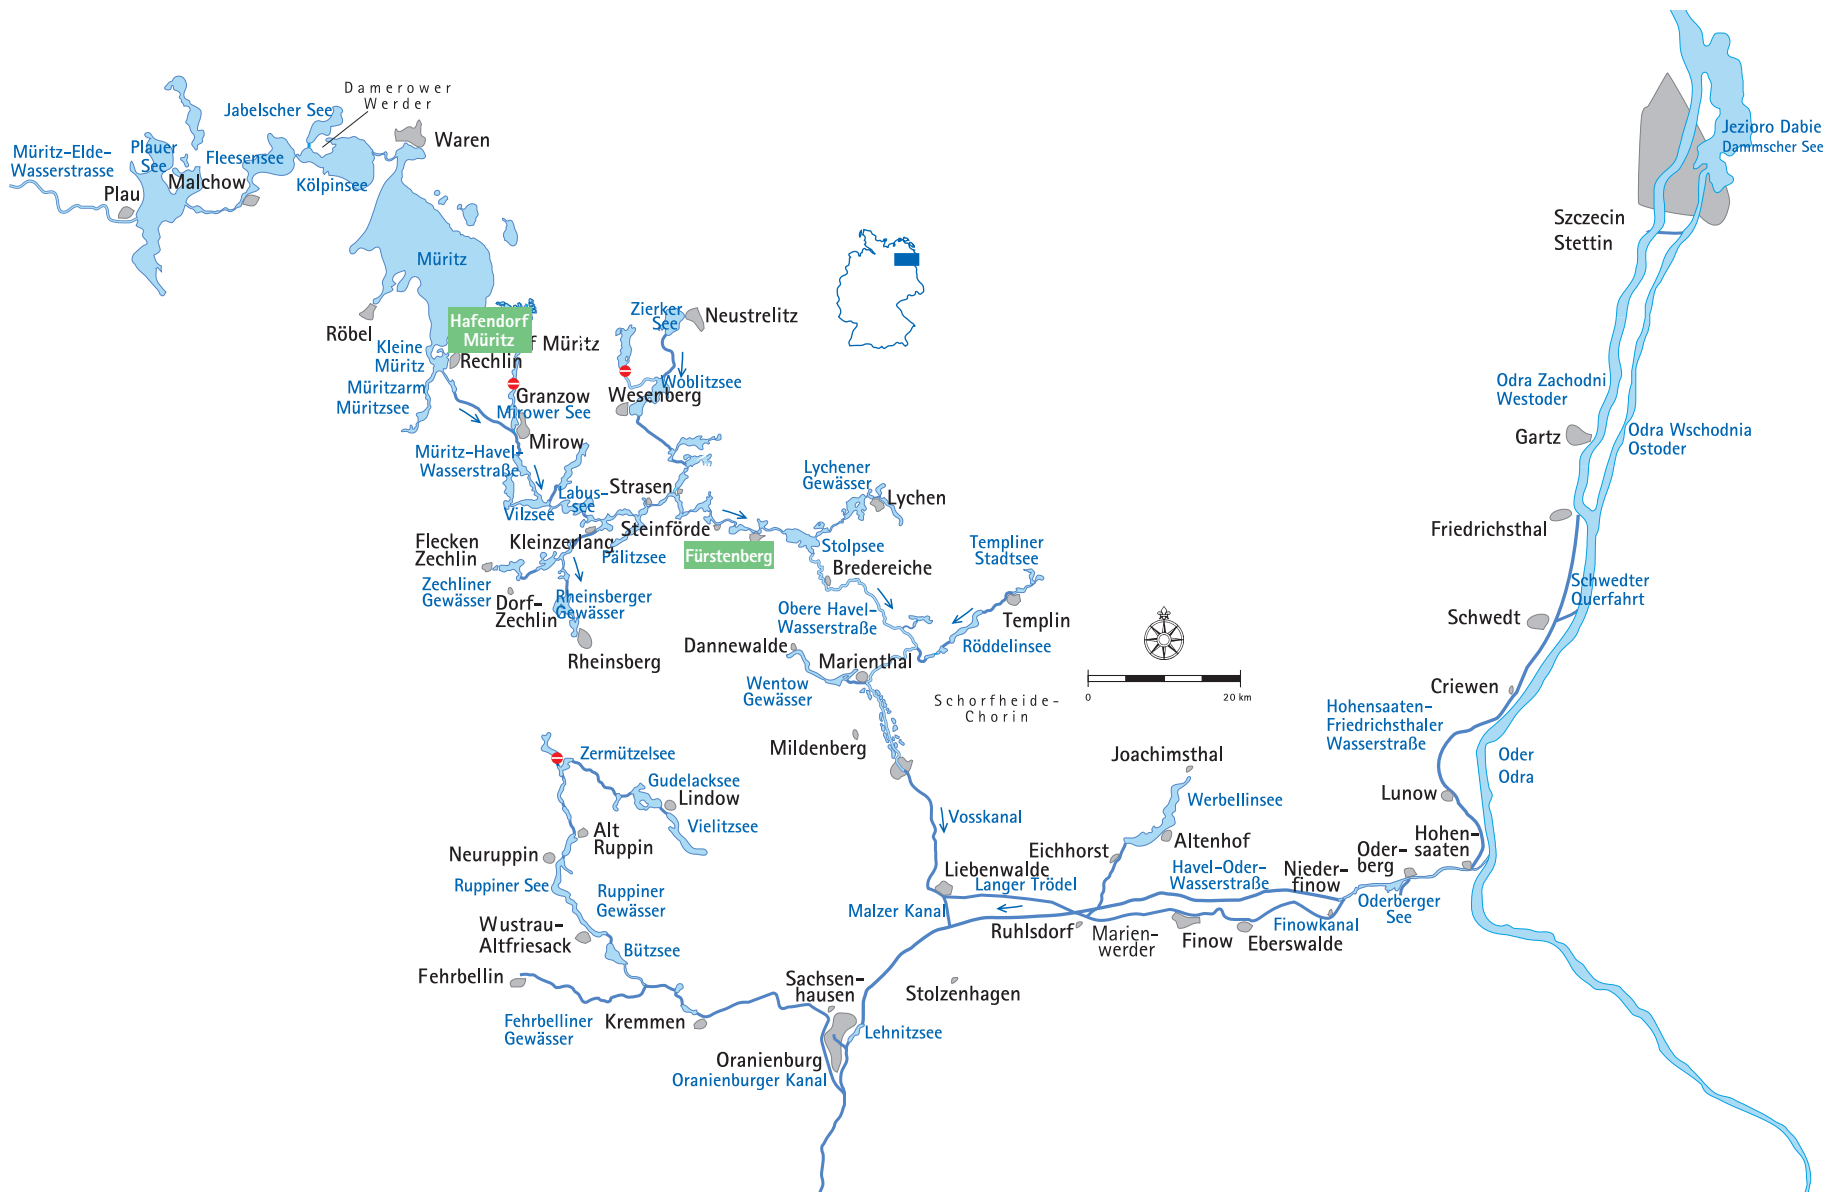 Damerower
Werder
Jabelscher See
Waren
Müritz-Elde-
Wasserstrasse
Plauer
See
Fleesensee
Malchow
Kölpinsee
Plau
Müritz
Röbel
Hafendorf
Müritz
f Müritz
Kleine
Müritz
Rechlin
Müritzarm
Müritzsee
Granzow
Mirower See
Mirow
Zierker
See
Neustrelitz
Woblitzsee
Wesenberg
Müritz-Havel-
Wasserstraße
Labus-
see
Vilzsee
Strasen
Steinförde
Kleinzerlang
Pälitzsee
Fürstenberg
Lychener
Gewässer
Lychen
Stolpsee
Bredereiche
Flecken
Zechlin
Zechliner
Gewässer
Dorf-
Zechlin
Rheinsberger
Gewässer
Rheinsberg
Templiner
Stadtsee
Templin
Röddelinsee
Obere Havel-
Wasserstraße
Dannewalde
Marienthal
Wentow
Gewässer
Schorfheide-
Chorin
0
20 km
Mildenberg
Zermützelsee
Gudelacksee
Lindow
Vielitzsee
Alt
Ruppin
Neuruppin
Ruppiner See
Ruppiner
Gewässer
Wustrau-
Altfriesack
Bützsee
Fehrbellin
Fehrbelliner
Gewässer
Kremmen
Sachsen-
hausen
Oranienburg
Oranienburger Kanal
Lehnitzsee
Stolzenhagen
Vosskanal
Liebenwalde
Langer Trödel
Malzer Kanal
Joachimsthal
Werbellinsee
Altenhof
Eichhorst
Havel-Oder-
Wasserstraße
Ruhlsdorf
Marien-
werder
Finow
Eberswalde
Finowkanal
Nieder-
finow
Oder-
berg
Oderberger
See
Hohen-
saaten
Lunow
Oder
Odra
Hohensaaten-
Friedrichsthaler
Wasserstraße
Criewen
Schwedt
Schwedter
Querfahrt
Friedrichsthal
Gartz
Odra Zachodni
Westoder
Odra Wschodnia
Ostoder
Szczecin
Stettin
Jezioro Dabie
Dammscher See